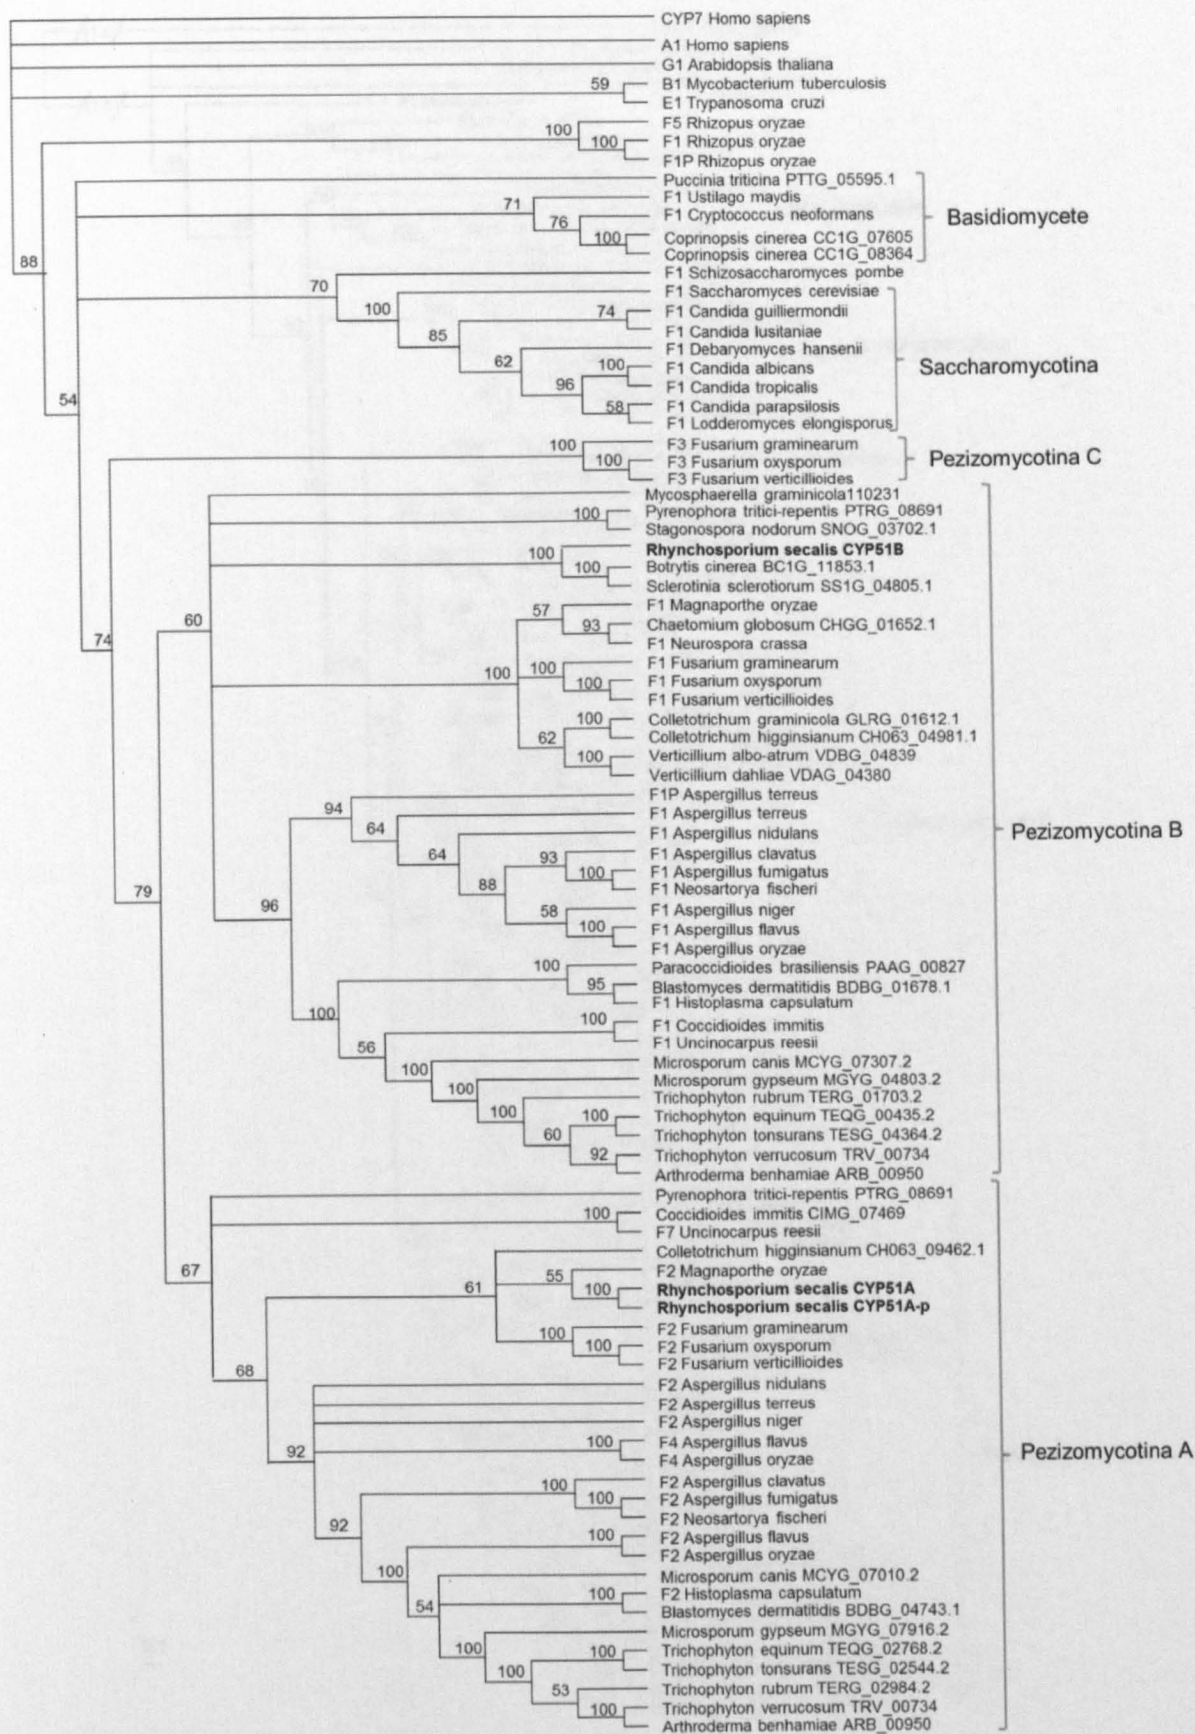 CYP7 Homo sapiens
A1 Homo sapiens
G1 Arabidopsis thaliana
59
B1 Mycobacterium tuberculosis
E1 Trypanosoma cruzi
F5 Rhizopus oryzae
100
100
F1 Rhizopus oryzae
F1P Rhizopus oryzae
Puccinia triticina PTTG_05595.1
71
F1 Ustilago maydis
76
F1 Cryptococcus neoformans
Basidiomycete
100
Coprinopsis cinerea CC1G_07605
Coprinopsis cinerea CC1G_08364
88
F1 Schizosaccharomyces pombe
70
F1 Saccharomyces cerevisiae
100
74
F1 Candida guilliermondii
F1 Candida lusitaniae
85
F1 Debaryomyces hansenii
62
100
F1 Candida albicans
Saccharomycotina
96
F1 Candida tropicalis
54
58
F1 Candida parapsilosis
F1 Lodderomyces elongisporus
100
F3 Fusarium graminearum
100
F3 Fusarium oxysporum
Pezizomycotina C
F3 Fusarium verticillioides
Mycosphaerella graminicola110231
100
Pyrenophora tritici-repentis PTRG_08691
Stagonospora nodorum SNOG_03702.1
100
Rhynchosporium secalis CYP51B
100
Botrytis cinerea BC1G_11853.1
Sclerotinia sclerotiorum SS1G_04805.1
57
F1 Magnaporthe oryzae
60
93
Chaetomium globosum CHGG_01652.1
74
F1 Neurospora crassa
100
100
F1 Fusarium graminearum
100
F1 Fusarium oxysporum
F1 Fusarium verticillioides
100
Colletotrichum graminicola GLRG_01612.1
62
Colletotrichum higginsianum CH063_04981.1
100
Verticillium albo-atrum VDBG_04839
Verticillium dahliae VDAG_04380
94
F1P Aspergillus terreus
64
F1 Aspergillus terreus
64
F1 Aspergillus nidulans
Pezizomycotina B
93
F1 Aspergillus clavatus
88
100
F1 Aspergillus fumigatus
79
F1 Neosartorya fischeri
96
58
F1 Aspergillus niger
100
F1 Aspergillus flavus
F1 Aspergillus oryzae
100
Paracoccidioides brasiliensis PAAG_00827
95
Blastomyces dermatitidis BDBG_01678.1
100
F1 Histoplasma capsulatum
100
F1 Coccidioides immitis
56
F1 Uncinocarpus reesii
100
Microsporum canis MCYG_07307.2
100
Microsporum gypseum MGYG_04803.2
100
Trichophyton rubrum TERG_01703.2
100
Trichophyton equinum TEQG_00435.2
60
Trichophyton tonsurans TESG_04364.2
92
Trichophyton verrucosum TRV_00734
Arthroderma benhamiae ARB_00950
Pyrenophora tritici-repentis PTRG_08691
100
Coccidioides immitis CIMG_07469
F7 Uncinocarpus reesii
Colletotrichum higginsianum CH063_09462.1
67
55
F2 Magnaporthe oryzae
61
100
Rhynchosporium secalis CYP51A
Rhynchosporium secalis CYP51A-p
100
F2 Fusarium graminearum
100
F2 Fusarium oxysporum
F2 Fusarium verticillioides
68
F2 Aspergillus nidulans
F2 Aspergillus terreus
F2 Aspergillus niger
92
100
F4 Aspergillus flavus
Pezizomycotina A
F4 Aspergillus oryzae
100
F2 Aspergillus clavatus
100
F2 Aspergillus fumigatus
92
F2 Neosartorya fischeri
100
F2 Aspergillus flavus
100
F2 Aspergillus oryzae
Microsporum canis MCYG_07010.2
54
100
F2 Histoplasma capsulatum
Blastomyces dermatitidis BDBG_04743.1
100
Microsporum gypseum MGYG_07916.2
100
100
Trichophyton equinum TEQG_02768.2
Trichophyton tonsurans TESG_02544.2
53
Trichophyton rubrum TERG_02984.2
100
Trichophyton verrucosum TRV_00734
Arthroderma benhamiae ARB_00950